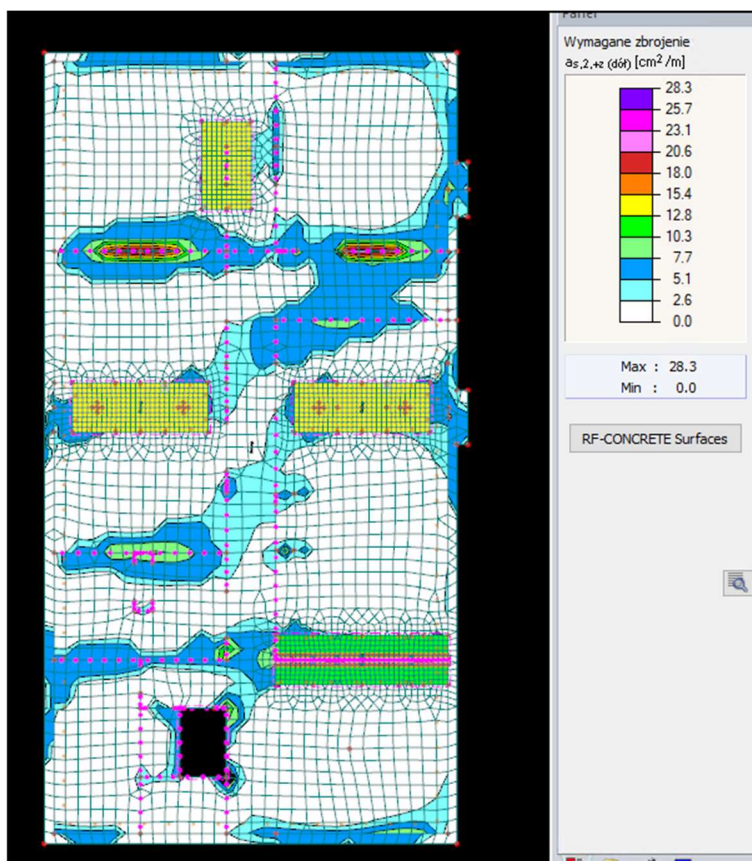 Panel
Wymagane zbrojenie
as,2,+z (dół) [cm²/m]
28.3
25.7
23.1
20.6
18.0
15.4
12.8
10.3
7.7
5.1
2.6
0.0
Max : 28.3
Min : 0.0
RF-CONCRETE Surfaces